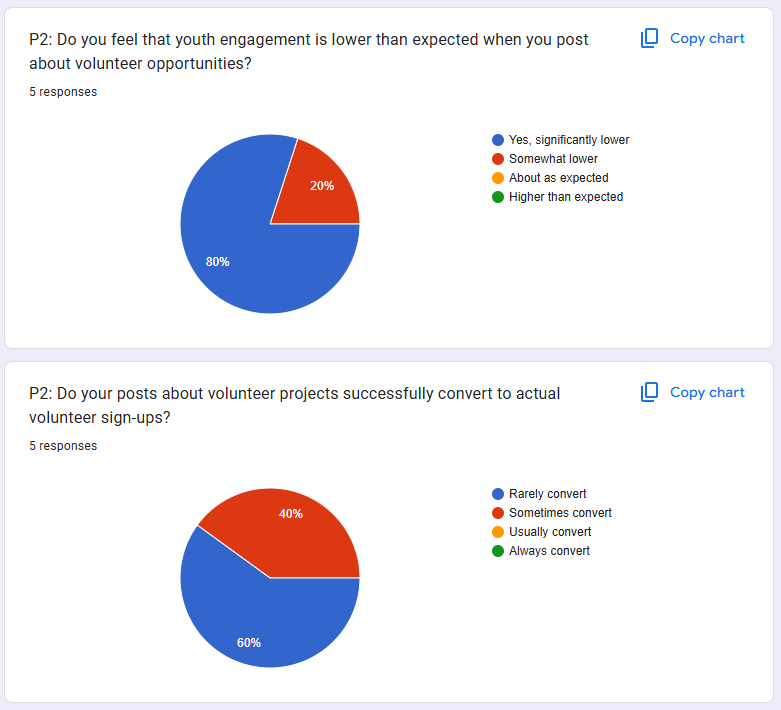 P2: Do you feel that youth engagement is lower than expected when you post
about volunteer opportunities?
Copy chart
5 responses
Yes, significantly lower
Somewhat lower
About as expected
Higher than expected
20%
80%
P2: Do your posts about volunteer projects successfully convert to actual
volunteer sign-ups?
Copy chart
5 responses
Rarely convert
Sometimes convert
Usually convert
Always convert
40%
60%